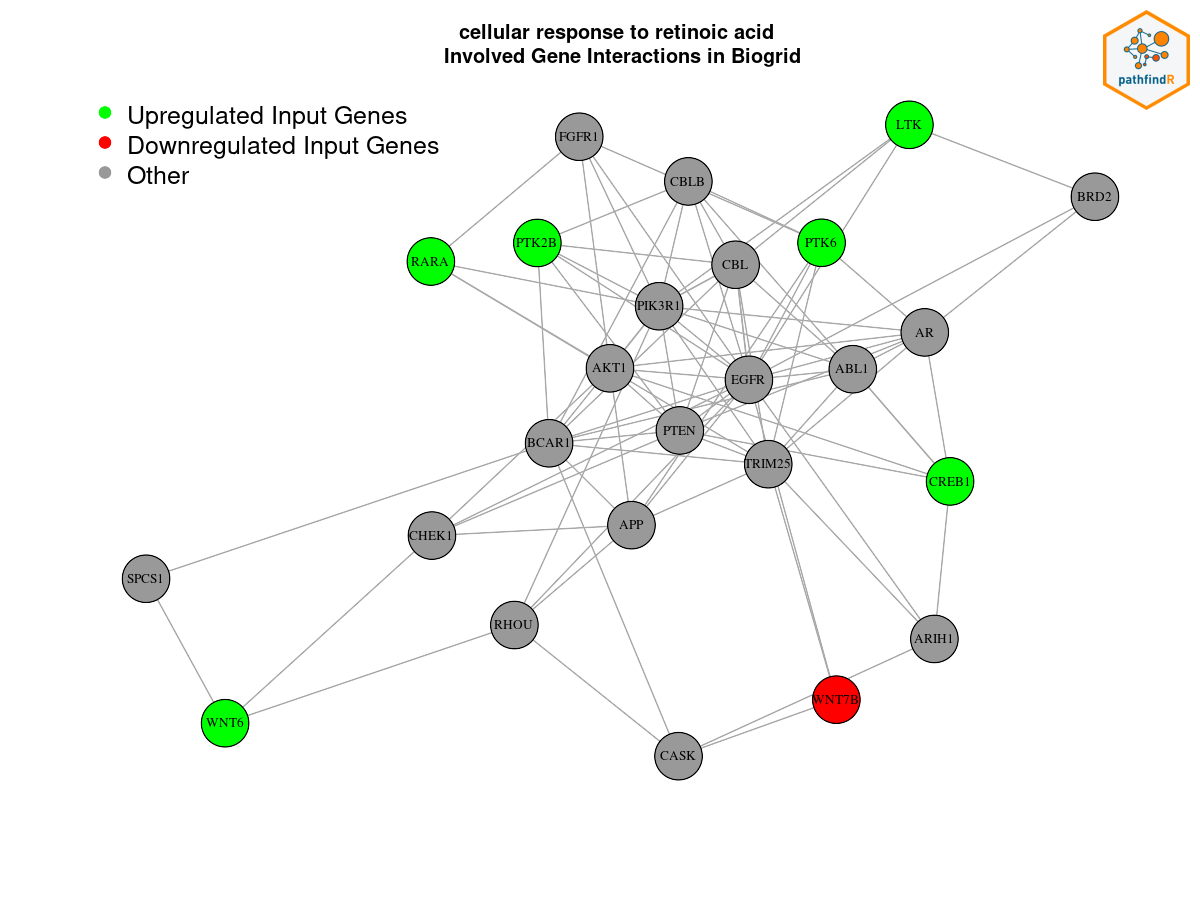 cellular response to retinoic acid
Involved Gene Interactions in Biogrid
pathfindR
Upregulated Input Genes
Downregulated Input Genes
Other
FGFR1
LTK
CBLB
BRD2
PTK2B
PTK6
RARA
CBL
PIK3R1
AR
AKT1
EGFR
ABL1
PTEN
BCAR1
TRIM25
CREB1
APP
CHEK1
SPCS1
RHOU
ARIH1
WNT7B
WNT6
CASK